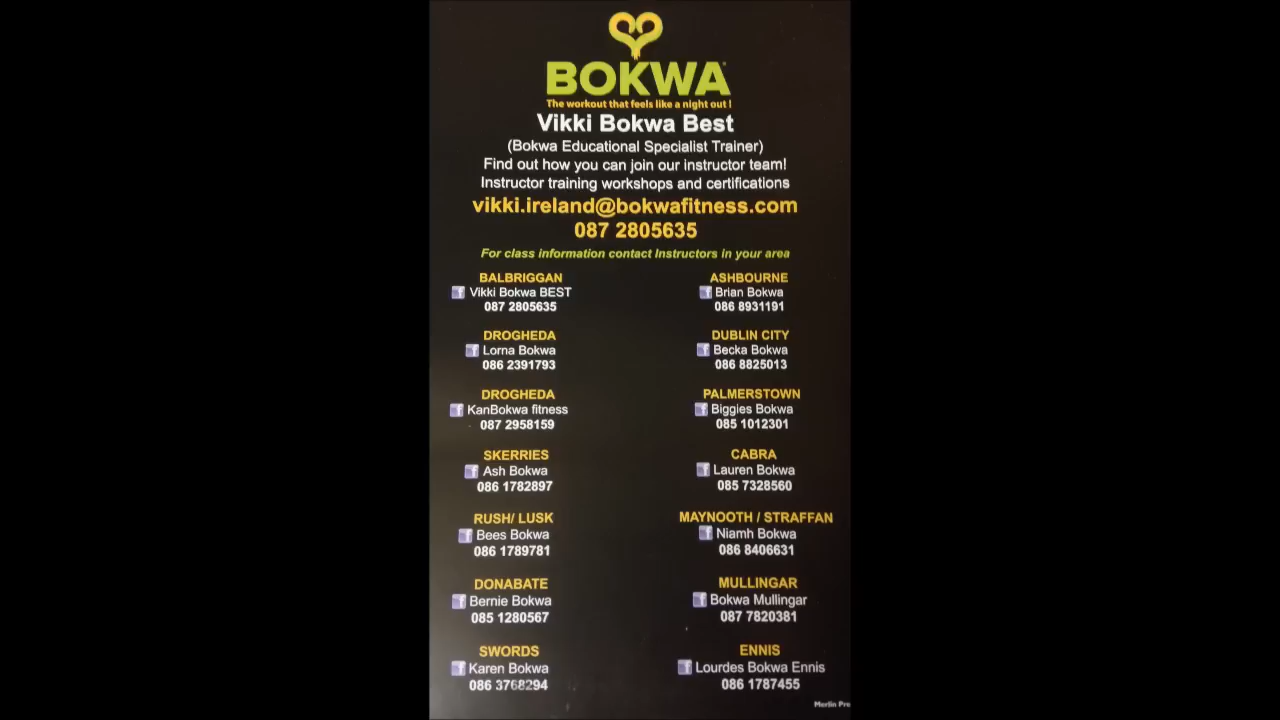 BOKWA
The workout that feels like a night out !
Vikki Bokwa Best
(Bokwa Educational Specialist Trainer)
Find out how you can join our instructor team!
Instructor training workshops and certifications
vikki.ireland@bokwafitness.com
087 2805635
For class information contact Instructors in your area
BALBRIGGAN
f Vikki Bokwa BEST
087 2805635
DROGHEDA
f Lorna Bokwa
086 2391793
DROGHEDA
f KanBokwa fitness
087 2958159
SKERRIES
f Ash Bokwa
086 1782897
RUSH/ LUSK
f Bees Bokwa
086 1789781
DONABATE
f Bernie Bokwa
085 1280567
SWORDS
f Karen Bokwa
086 3768294
ASHBOURNE
f Brian Bokwa
086 8931191
DUBLIN CITY
f Becka Bokwa
086 8825013
PALMERSTOWN
f Biggies Bokwa
085 1012301
CABRA
f Lauren Bokwa
085 7328560
MAYNOOTH / STRAFFAN
f Niamh Bokwa
086 8406631
MULLINGAR
f Bokwa Mullingar
087 7820381
ENNIS
f Lourdes Bokwa Ennis
086 1787455
Merlin Pre